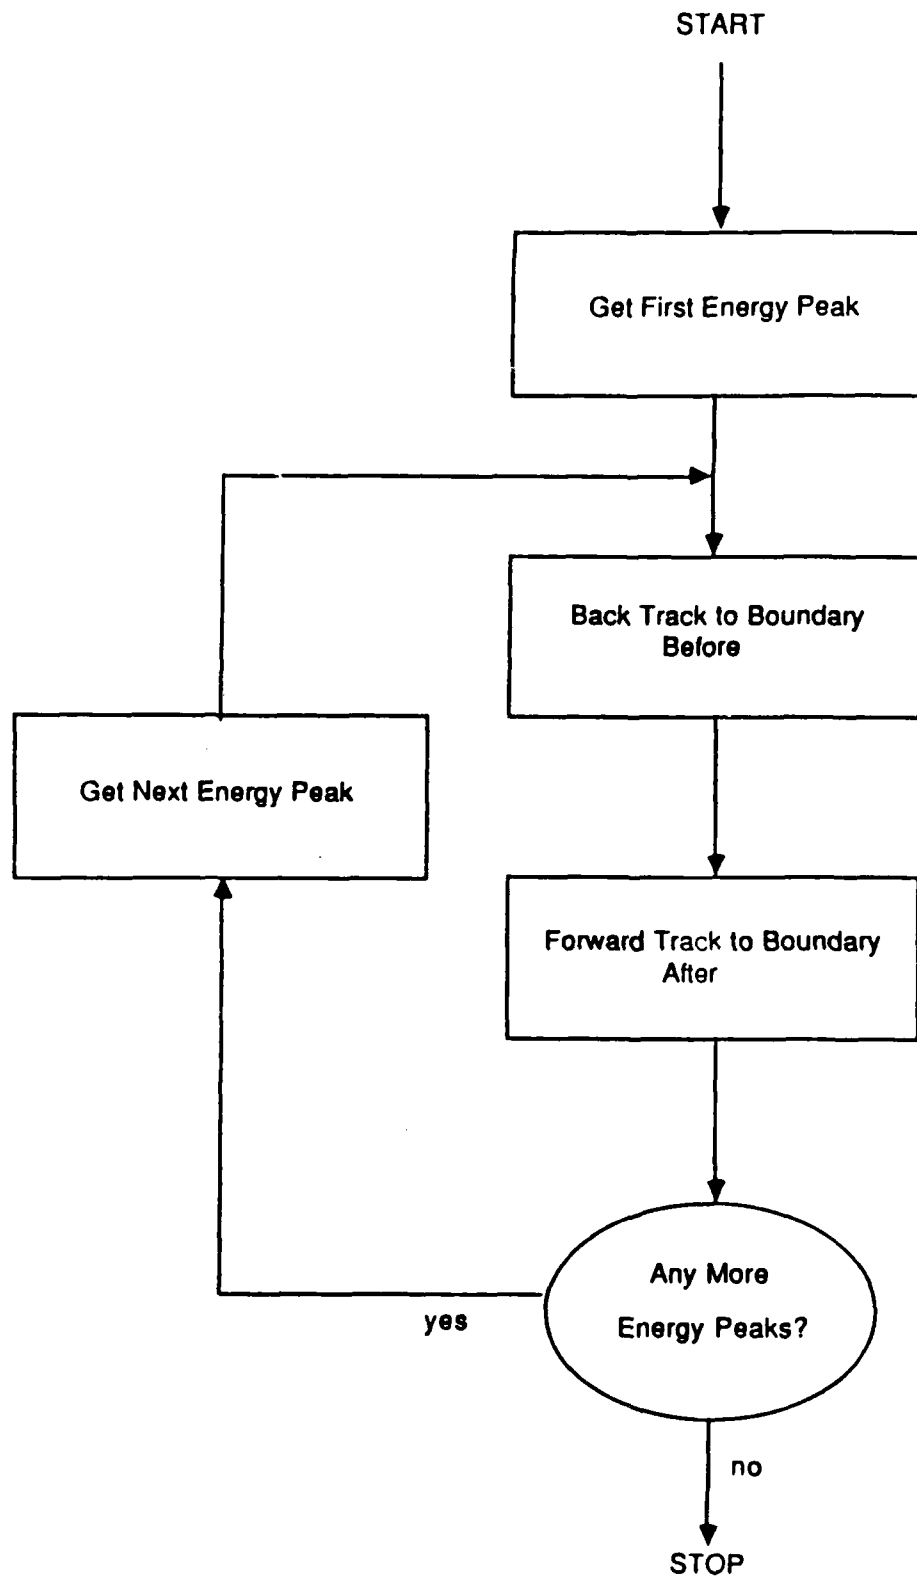 START
Get First Energy Peak
Back Track to Boundary
Before
Get Next Energy Peak
Forward Track to Boundary
After
Any More
Energy Peaks?
yes
no
STOP